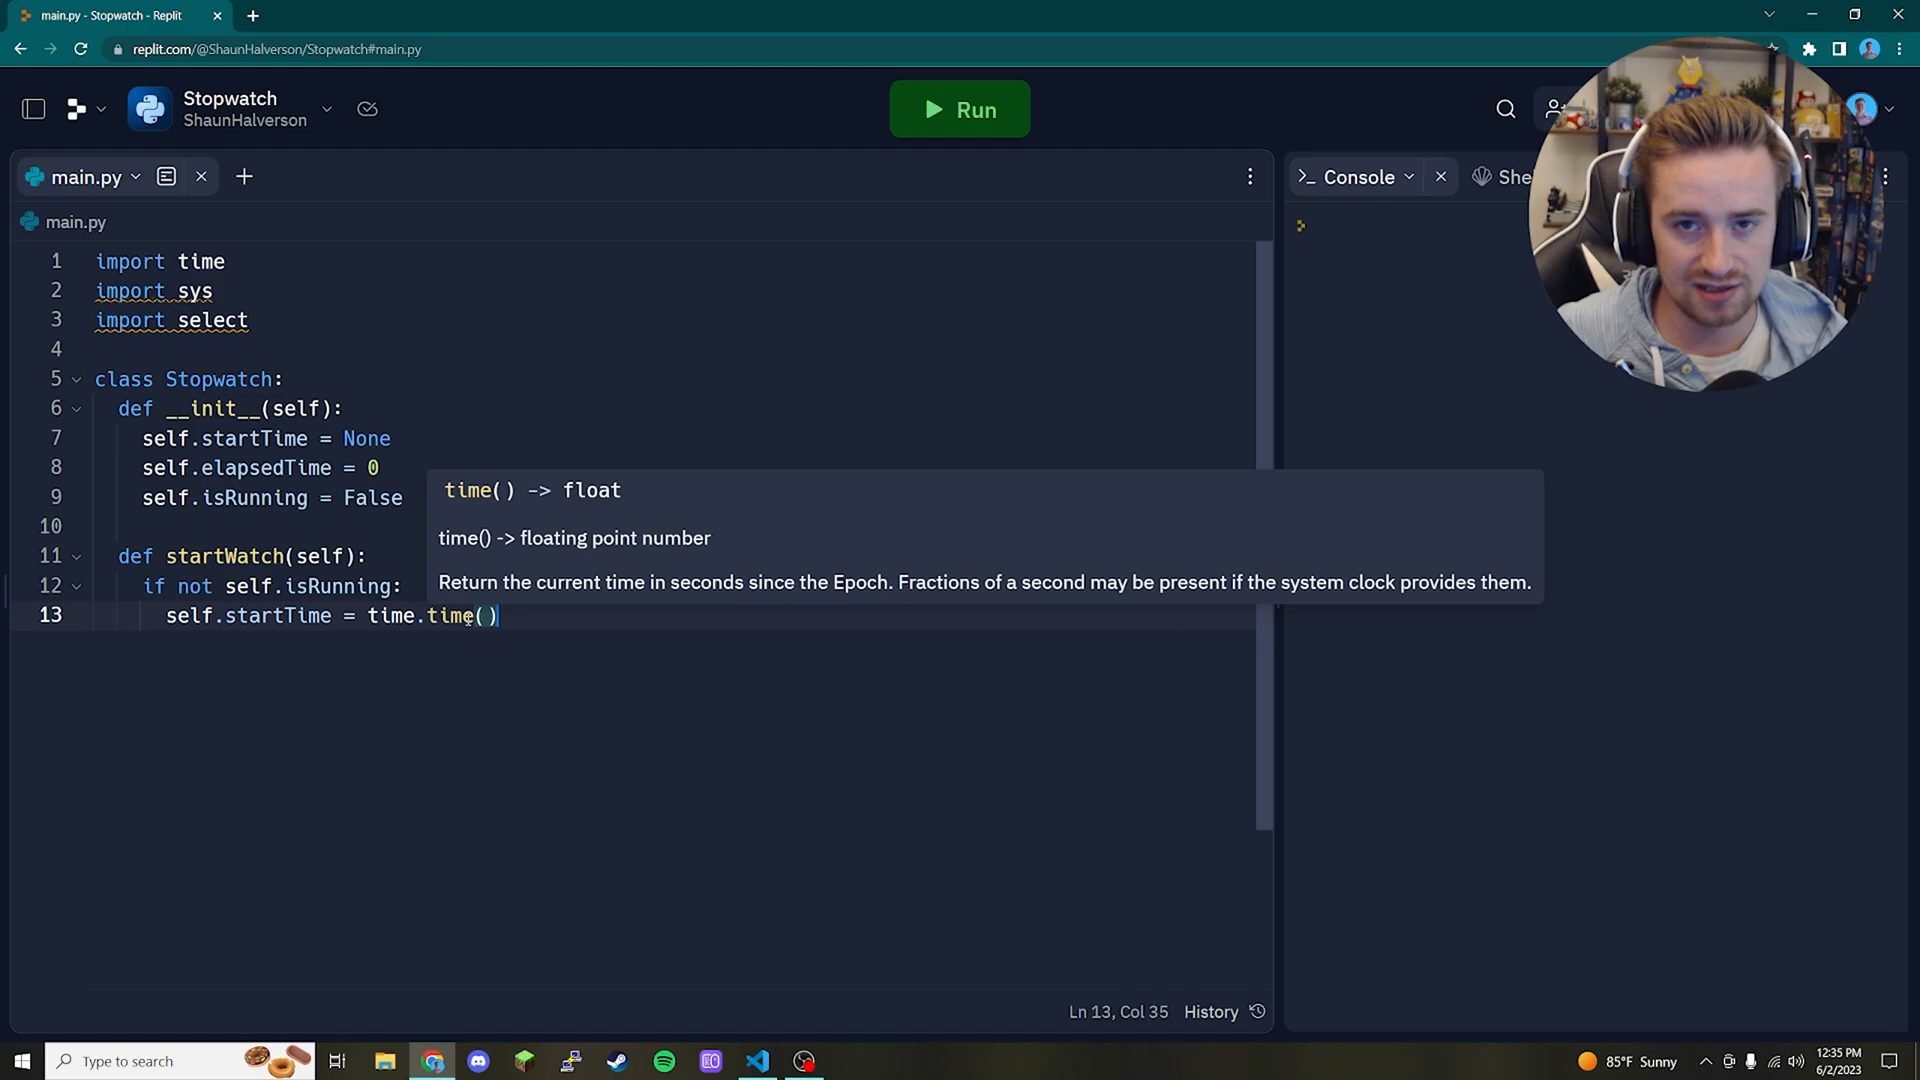 main.py - Stopwatch - Replit
replit.com/@ShaunHalverson/Stopwatch#main.py
Stopwatch
ShaunHalverson
Run
main.py
Console
She
main.py
1 import time
2 import sys
3 import select
4
5 class Stopwatch:
6 def __init__(self):
7 self.startTime = None
8 self.elapsedTime = 0
9 self.isRunning = False
10
11 def startWatch(self):
12 if not self.isRunning:
13 self.startTime = time.time()
time() -> float
time() -> floating point number
Return the current time in seconds since the Epoch. Fractions of a second may be present if the system clock provides them.
Ln 13, Col 35 History
Type to search
85°F Sunny
12:35 PM
6/2/2023